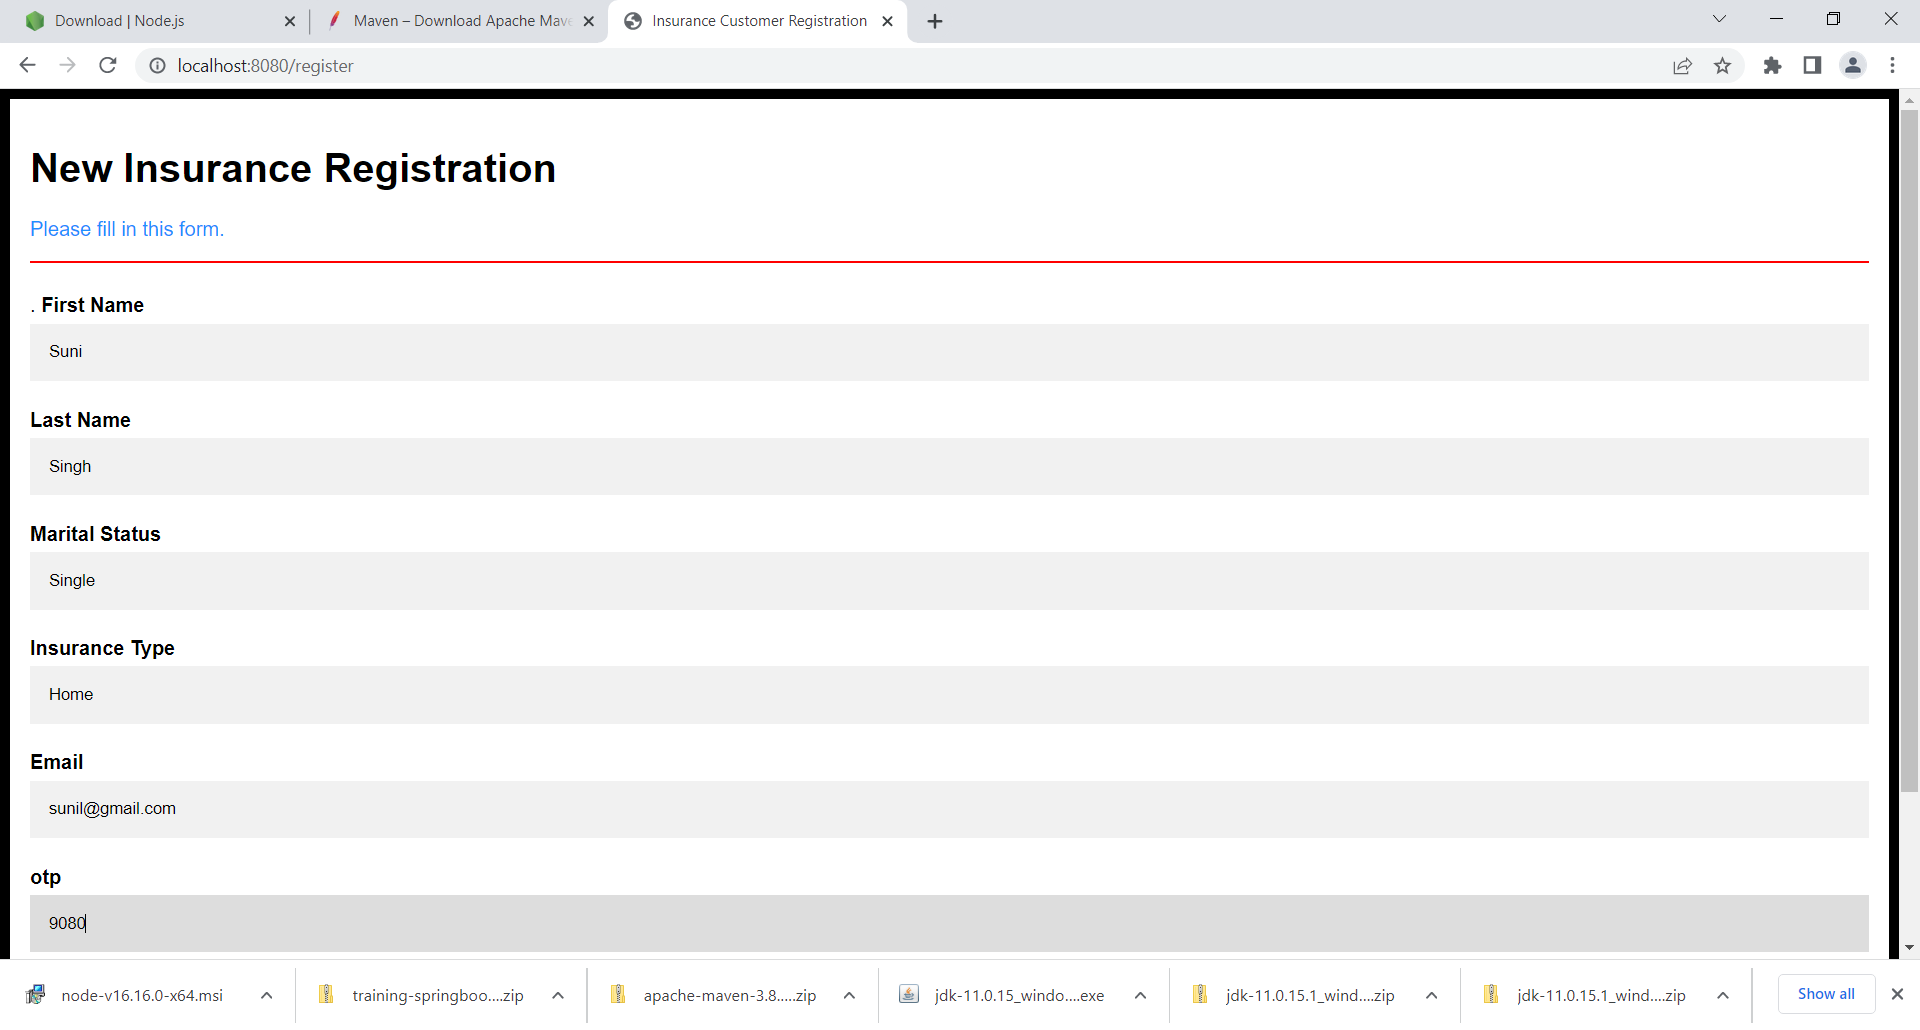 Download | Node.js
Maven – Download Apache Mave
Insurance Customer Registration
localhost:8080/register
New Insurance Registration
Please fill in this form.
. First Name
Suni
Last Name
Singh
Marital Status
Single
Insurance Type
Home
Email
sunil@gmail.com
otp
9080
node-v16.16.0-x64.msi
training-springboo....zip
apache-maven-3.8.....zip
jdk-11.0.15_windo....exe
jdk-11.0.15.1_wind....zip
jdk-11.0.15.1_wind....zip
Show all